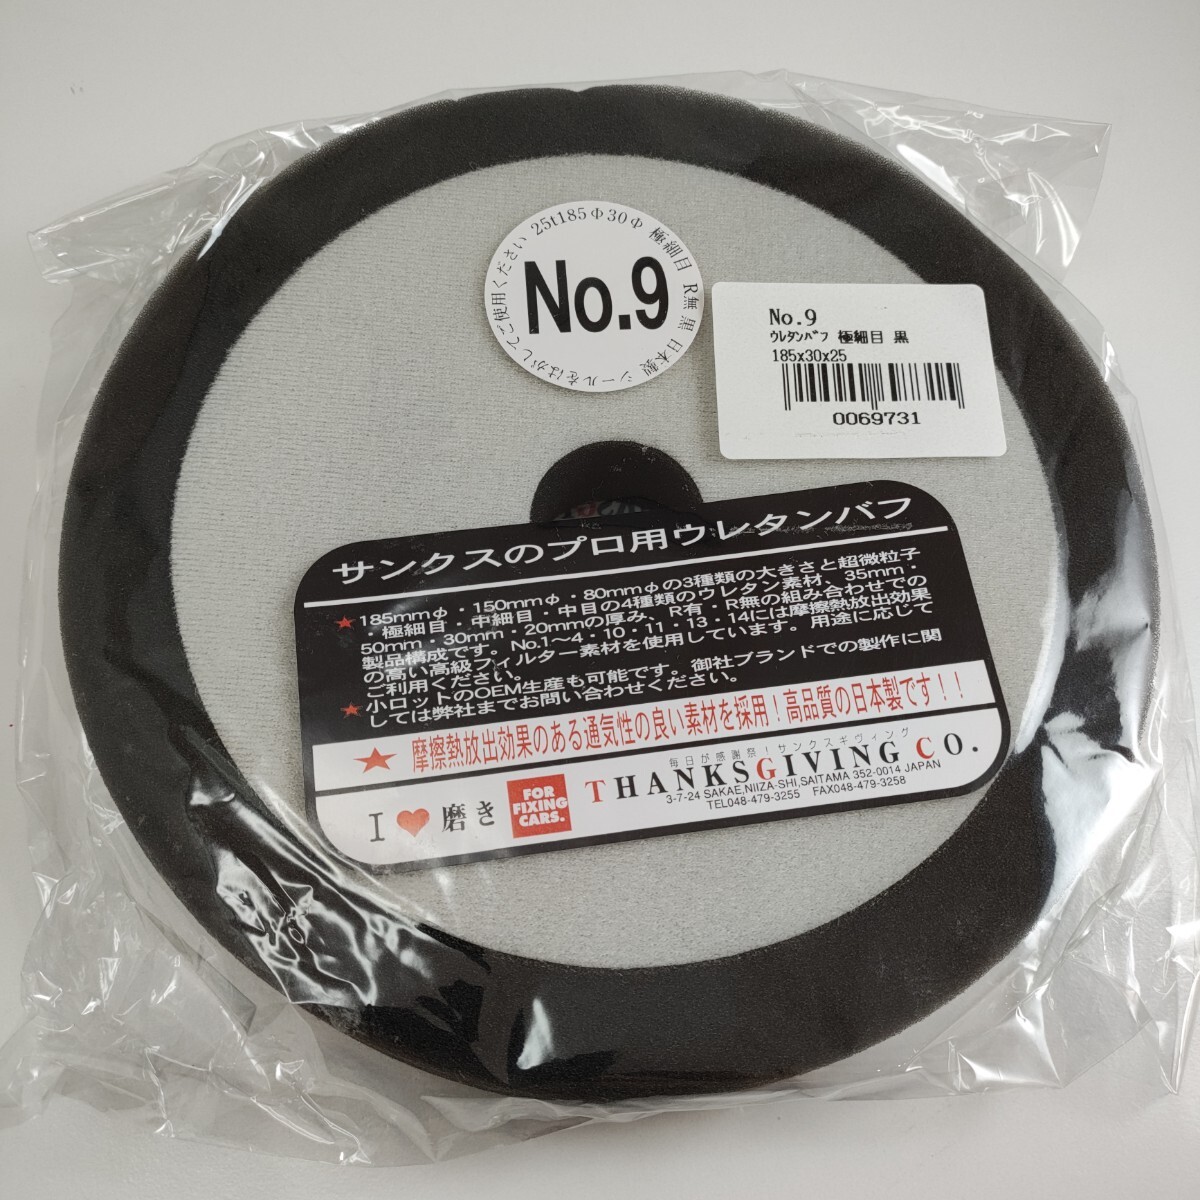 25t185Φ30Φ 極細目 R無 黒 日本製 シールをはがしてご使用ください
No.9
No.9
ウレタンバフ 極細目 黒
185x30x25
0069731
サンクスのプロ用ウレタンバフ
★185mmφ・150mmφ・80mmφの3種類の大きさと超微粒子
・極細目・中細目・中目の4種類のウレタン素材、35mm・
50mm・30mm・20mmの厚み、R有・R無の組み合わせでの
製品構成です。No.1〜4・10・11・13・14には摩擦熱放出効果
の高い高級フィルター素材を使用しています。用途に応じて
ご利用ください。
★小ロットのOEM生産も可能です。御社ブランドでの製作に関
しては弊社までお問い合わせください。
★ 摩擦熱放出効果のある通気性の良い素材を採用！高品質の日本製です！！
毎日が感謝祭！サンクスギヴィング
I ♥ 磨き
FOR
FIXING
CARS.
THANKSGIVING CO.
3-7-24 SAKAE,NIIZA-SHI,SAITAMA 352-0014 JAPAN
TEL048-479-3255 FAX048-479-3258